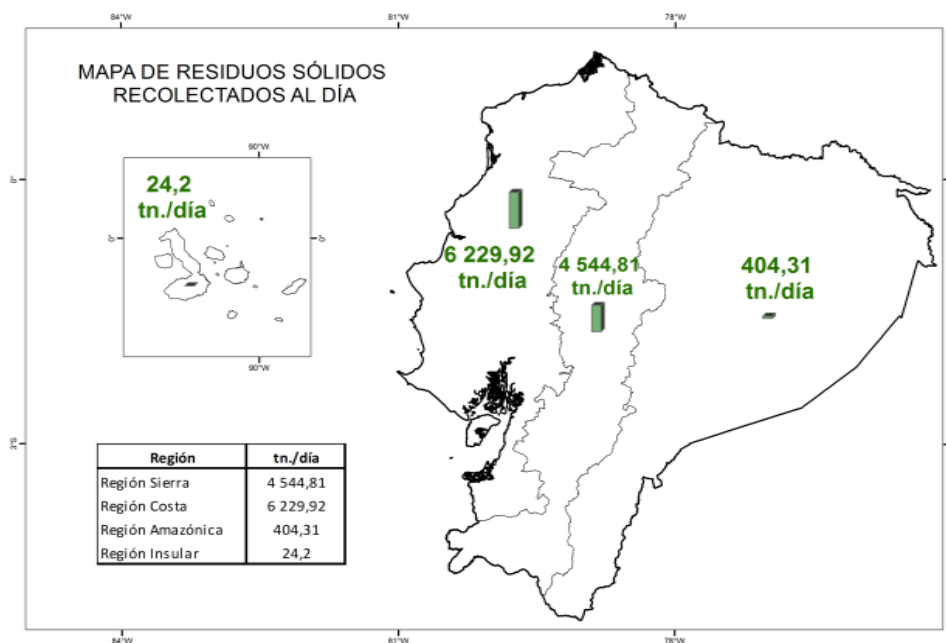 84°W 81°W 78°W
MAPA DE RESIDUOS SÓLIDOS
RECOLECTADOS AL DÍA
90°W
0°
24,2
tn./día
0° 0°
6 229,92
tn./día
4 544,81
tn./día
404,31
tn./día
90°W
3°S
Región tn./día
Región Sierra 4 544,81
Región Costa 6 229,92
Región Amazónica 404,31
Región Insular 24,2
84°W 81°W 78°W